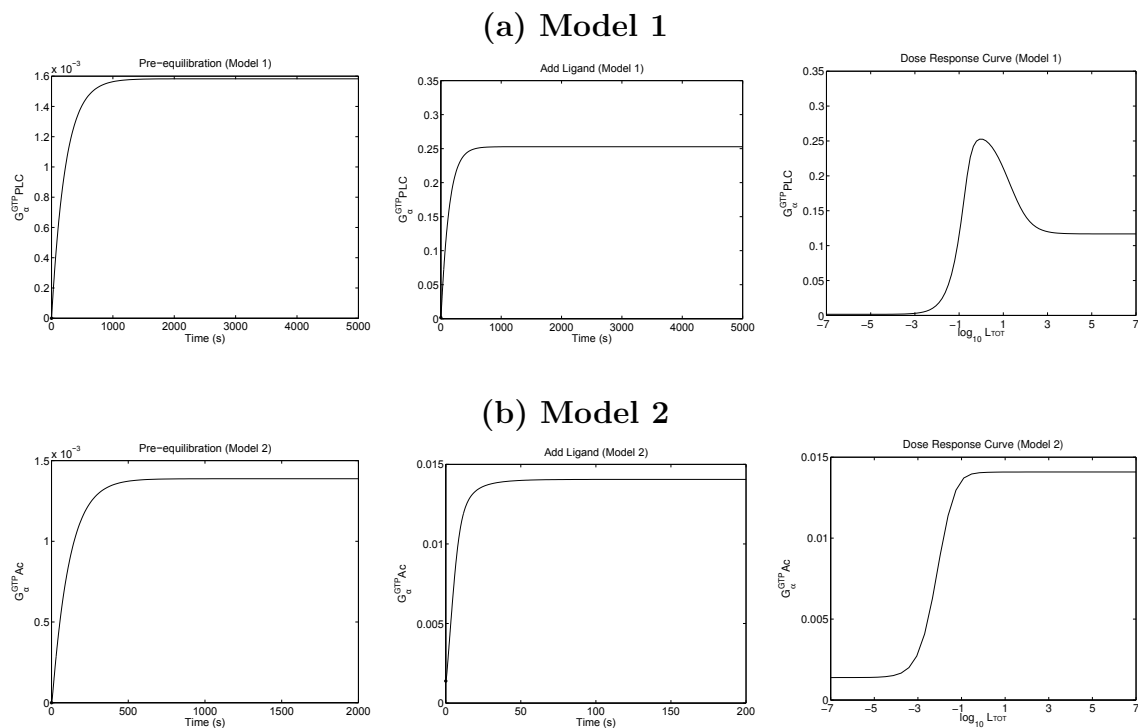 (a) Model 1
Pre-equilibration (Model 1)
x 10⁻³
1.6
1.4
1.2
1
0.8
0.6
0.4
0.2
0
G_α^GTP PLC
0 1000 2000 3000 4000 5000
Time (s)
Add Ligand (Model 1)
0.35
0.3
0.25
0.2
0.15
0.1
0.05
0
G_α^GTP PLC
0 1000 2000 3000 4000 5000
Time (s)
Dose Response Curve (Model 1)
0.35
0.3
0.25
0.2
0.15
0.1
0.05
0
G_α^GTP PLC
−7 −5 −3 −1 1 3 5 7
log₁₀ LTOT
(b) Model 2
Pre-equilibration (Model 2)
x 10⁻³
1.5
1
0.5
0
G_α^GTP Ac
0 500 1000 1500 2000
Time (s)
Add Ligand (Model 2)
0.015
0.01
0.005
0
G_α^GTP Ac
0 50 100 150 200
Time (s)
Dose Response Curve (Model 2)
0.015
0.01
0.005
0
G_α^GTP Ac
−7 −5 −3 −1 1 3 5 7
log₁₀ LTOT